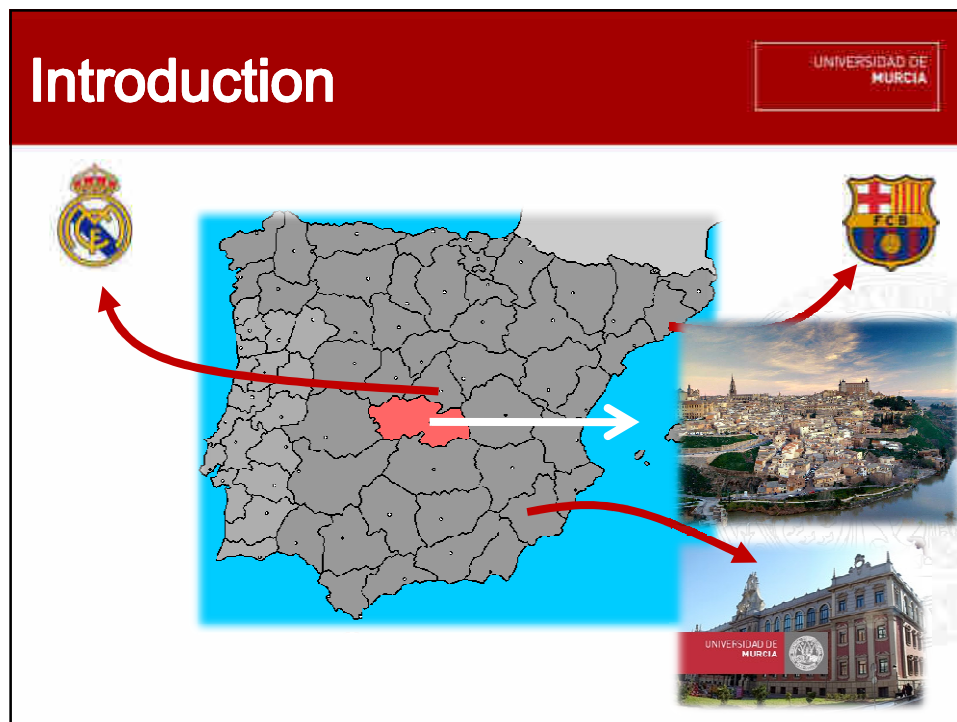 Introduction
UNIVERSIDAD DE
MURCIA
FCB
UNIVERSIDAD DE
MURCIA